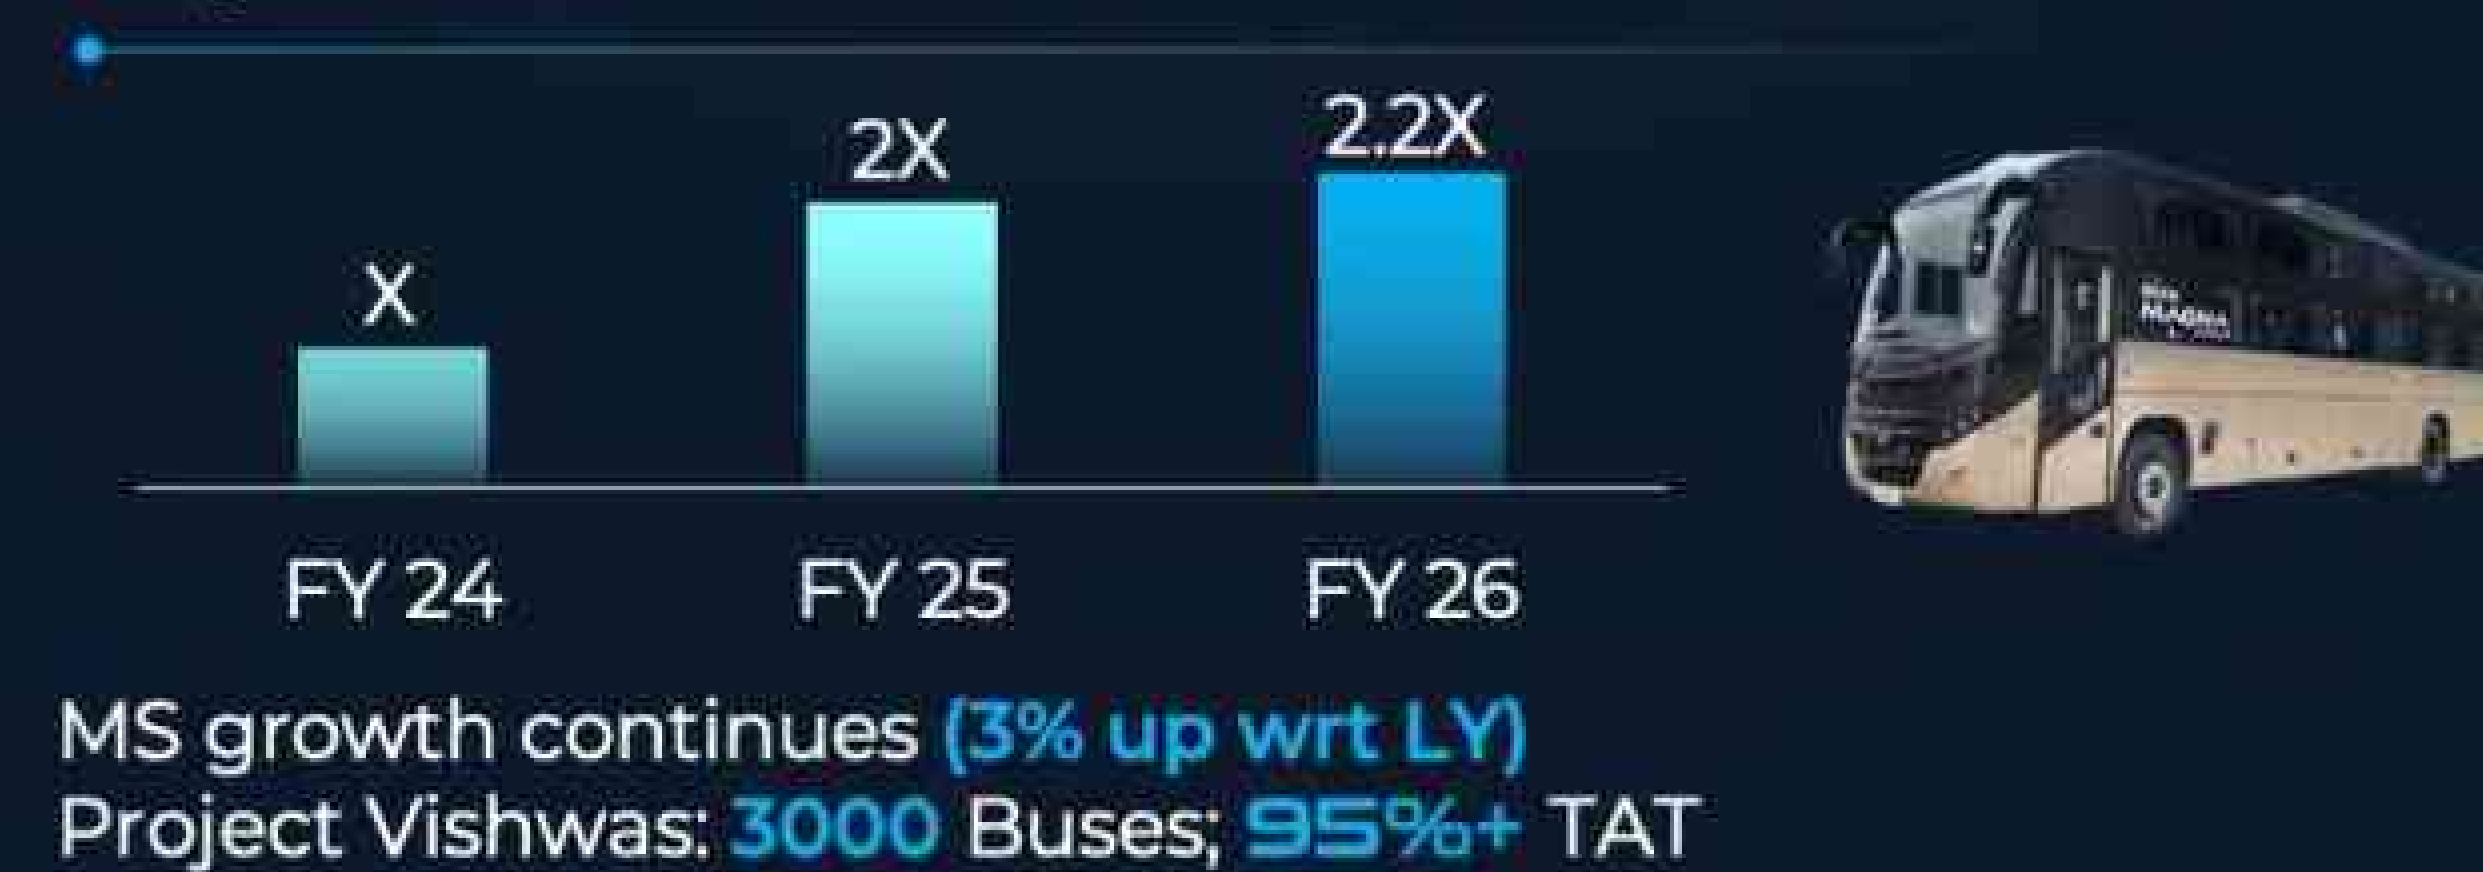 X
2X
2.2X
FY 24
FY 25
FY 26
MAGNA
MS growth continues (3% up wrt LY)
Project Vishwas: 3000 Buses; 95%+ TAT